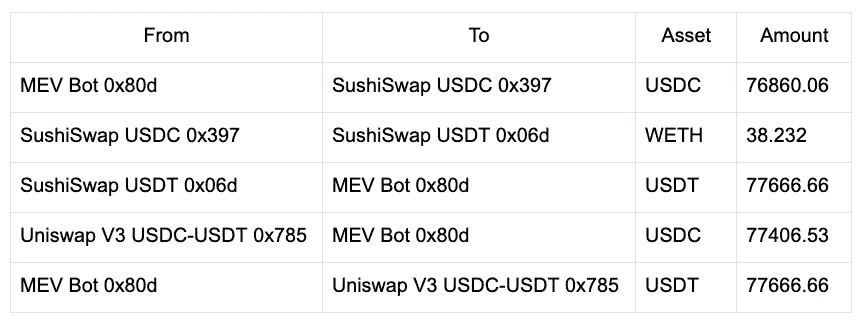 From To Asset Amount
MEV Bot 0x80d SushiSwap USDC 0x397 USDC 76860.06
SushiSwap USDC 0x397 SushiSwap USDT 0x06d WETH 38.232
SushiSwap USDT 0x06d MEV Bot 0x80d USDT 77666.66
Uniswap V3 USDC-USDT 0x785 MEV Bot 0x80d USDC 77406.53
MEV Bot 0x80d Uniswap V3 USDC-USDT 0x785 USDT 77666.66